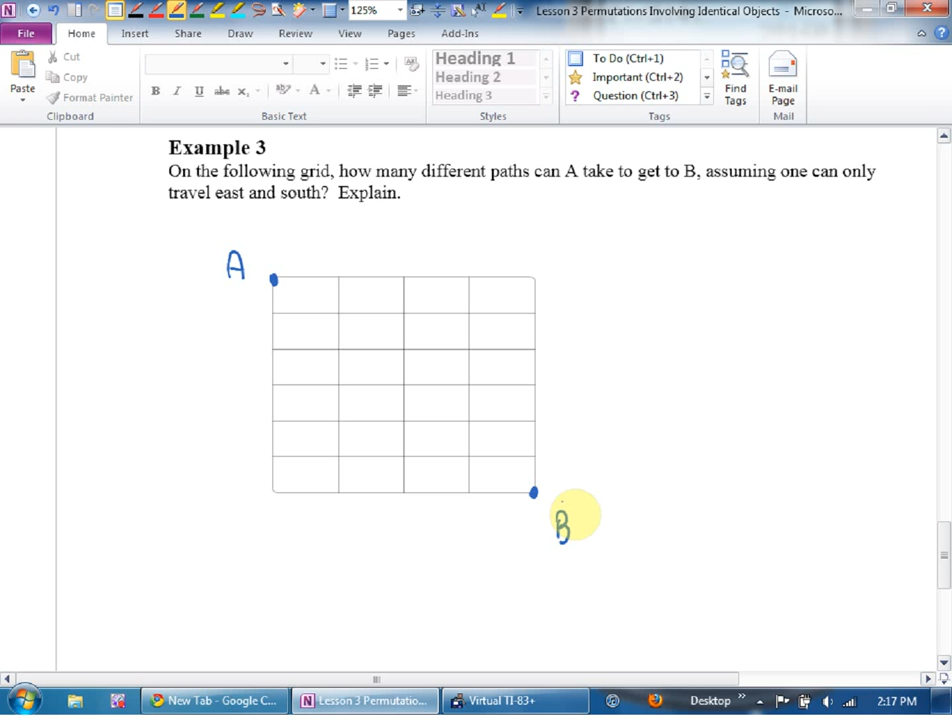 125%
Lesson 3 Permutations Involving Identical Objects - Microso...
File Home Insert Share Draw Review View Pages Add-Ins
Paste
Cut
Copy
Format Painter
Clipboard
B I U abc X₂ A
Basic Text
Heading 1
Heading 2
Heading 3
Styles
To Do (Ctrl+1)
Important (Ctrl+2)
? Question (Ctrl+3)
Tags
Find
Tags
E-mail
Page
Mail
Example 3
On the following grid, how many different paths can A take to get to B, assuming one can only
travel east and south? Explain.
A
B
New Tab - Google C...
Lesson 3 Permutatio...
Virtual TI-83+
Desktop
2:17 PM